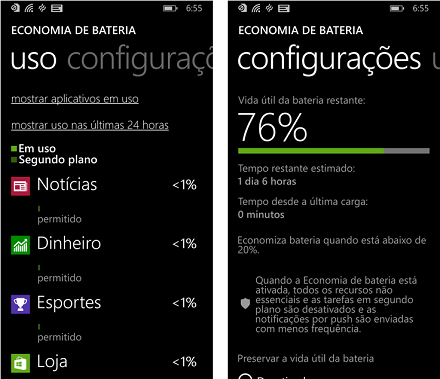 6:55
ECONOMIA DE BATERIA
uso configuraçõ
mostrar aplicativos em uso
mostrar uso nas últimas 24 horas
Em uso
Segundo plano
Notícias <1%
permitido
Dinheiro <1%
permitido
Esportes <1%
permitido
Loja <1%
6:55
ECONOMIA DE BATERIA
configurações
Vida útil da bateria restante:
76%
Tempo restante estimado:
1 dia 6 horas
Tempo desde a última carga:
0 minutos
Economiza bateria quando está abaixo de
20%.
Quando a Economia de bateria está
ativada, todos os recursos não
essenciais e as tarefas em segundo
plano são desativados e as
notificações por push são enviadas
com menos frequência.
Preservar a vida útil da bateria